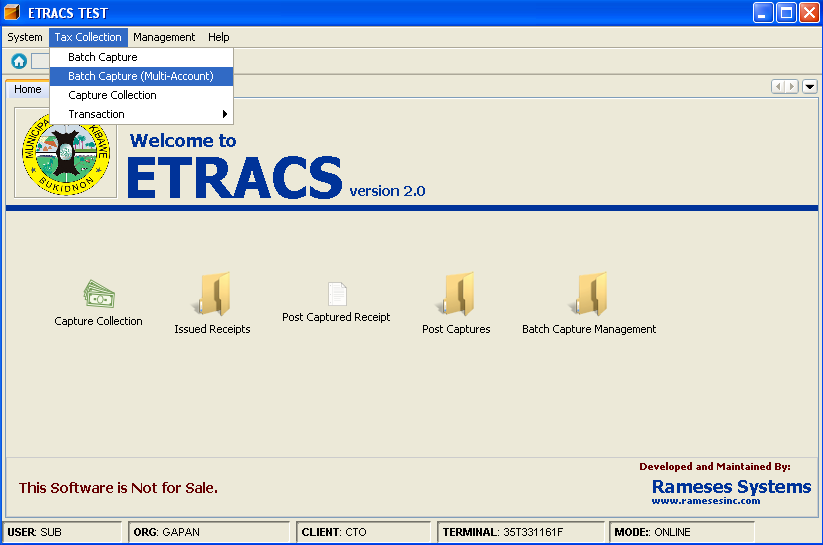 ETRACS TEST
System Tax Collection Management Help
Batch Capture
Batch Capture (Multi-Account)
Capture Collection
Transaction
Home
KIBAWE
BUKIDNON
Welcome to
ETRACS version 2.0
Capture Collection
Issued Receipts
Post Captured Receipt
Post Captures
Batch Capture Management
Developed and Maintained By:
This Software is Not for Sale.
Rameses Systems
www.ramesesinc.com
USER: SUB
ORG: GAPAN
CLIENT: CTO
TERMINAL: 35T331161F
MODE:: ONLINE